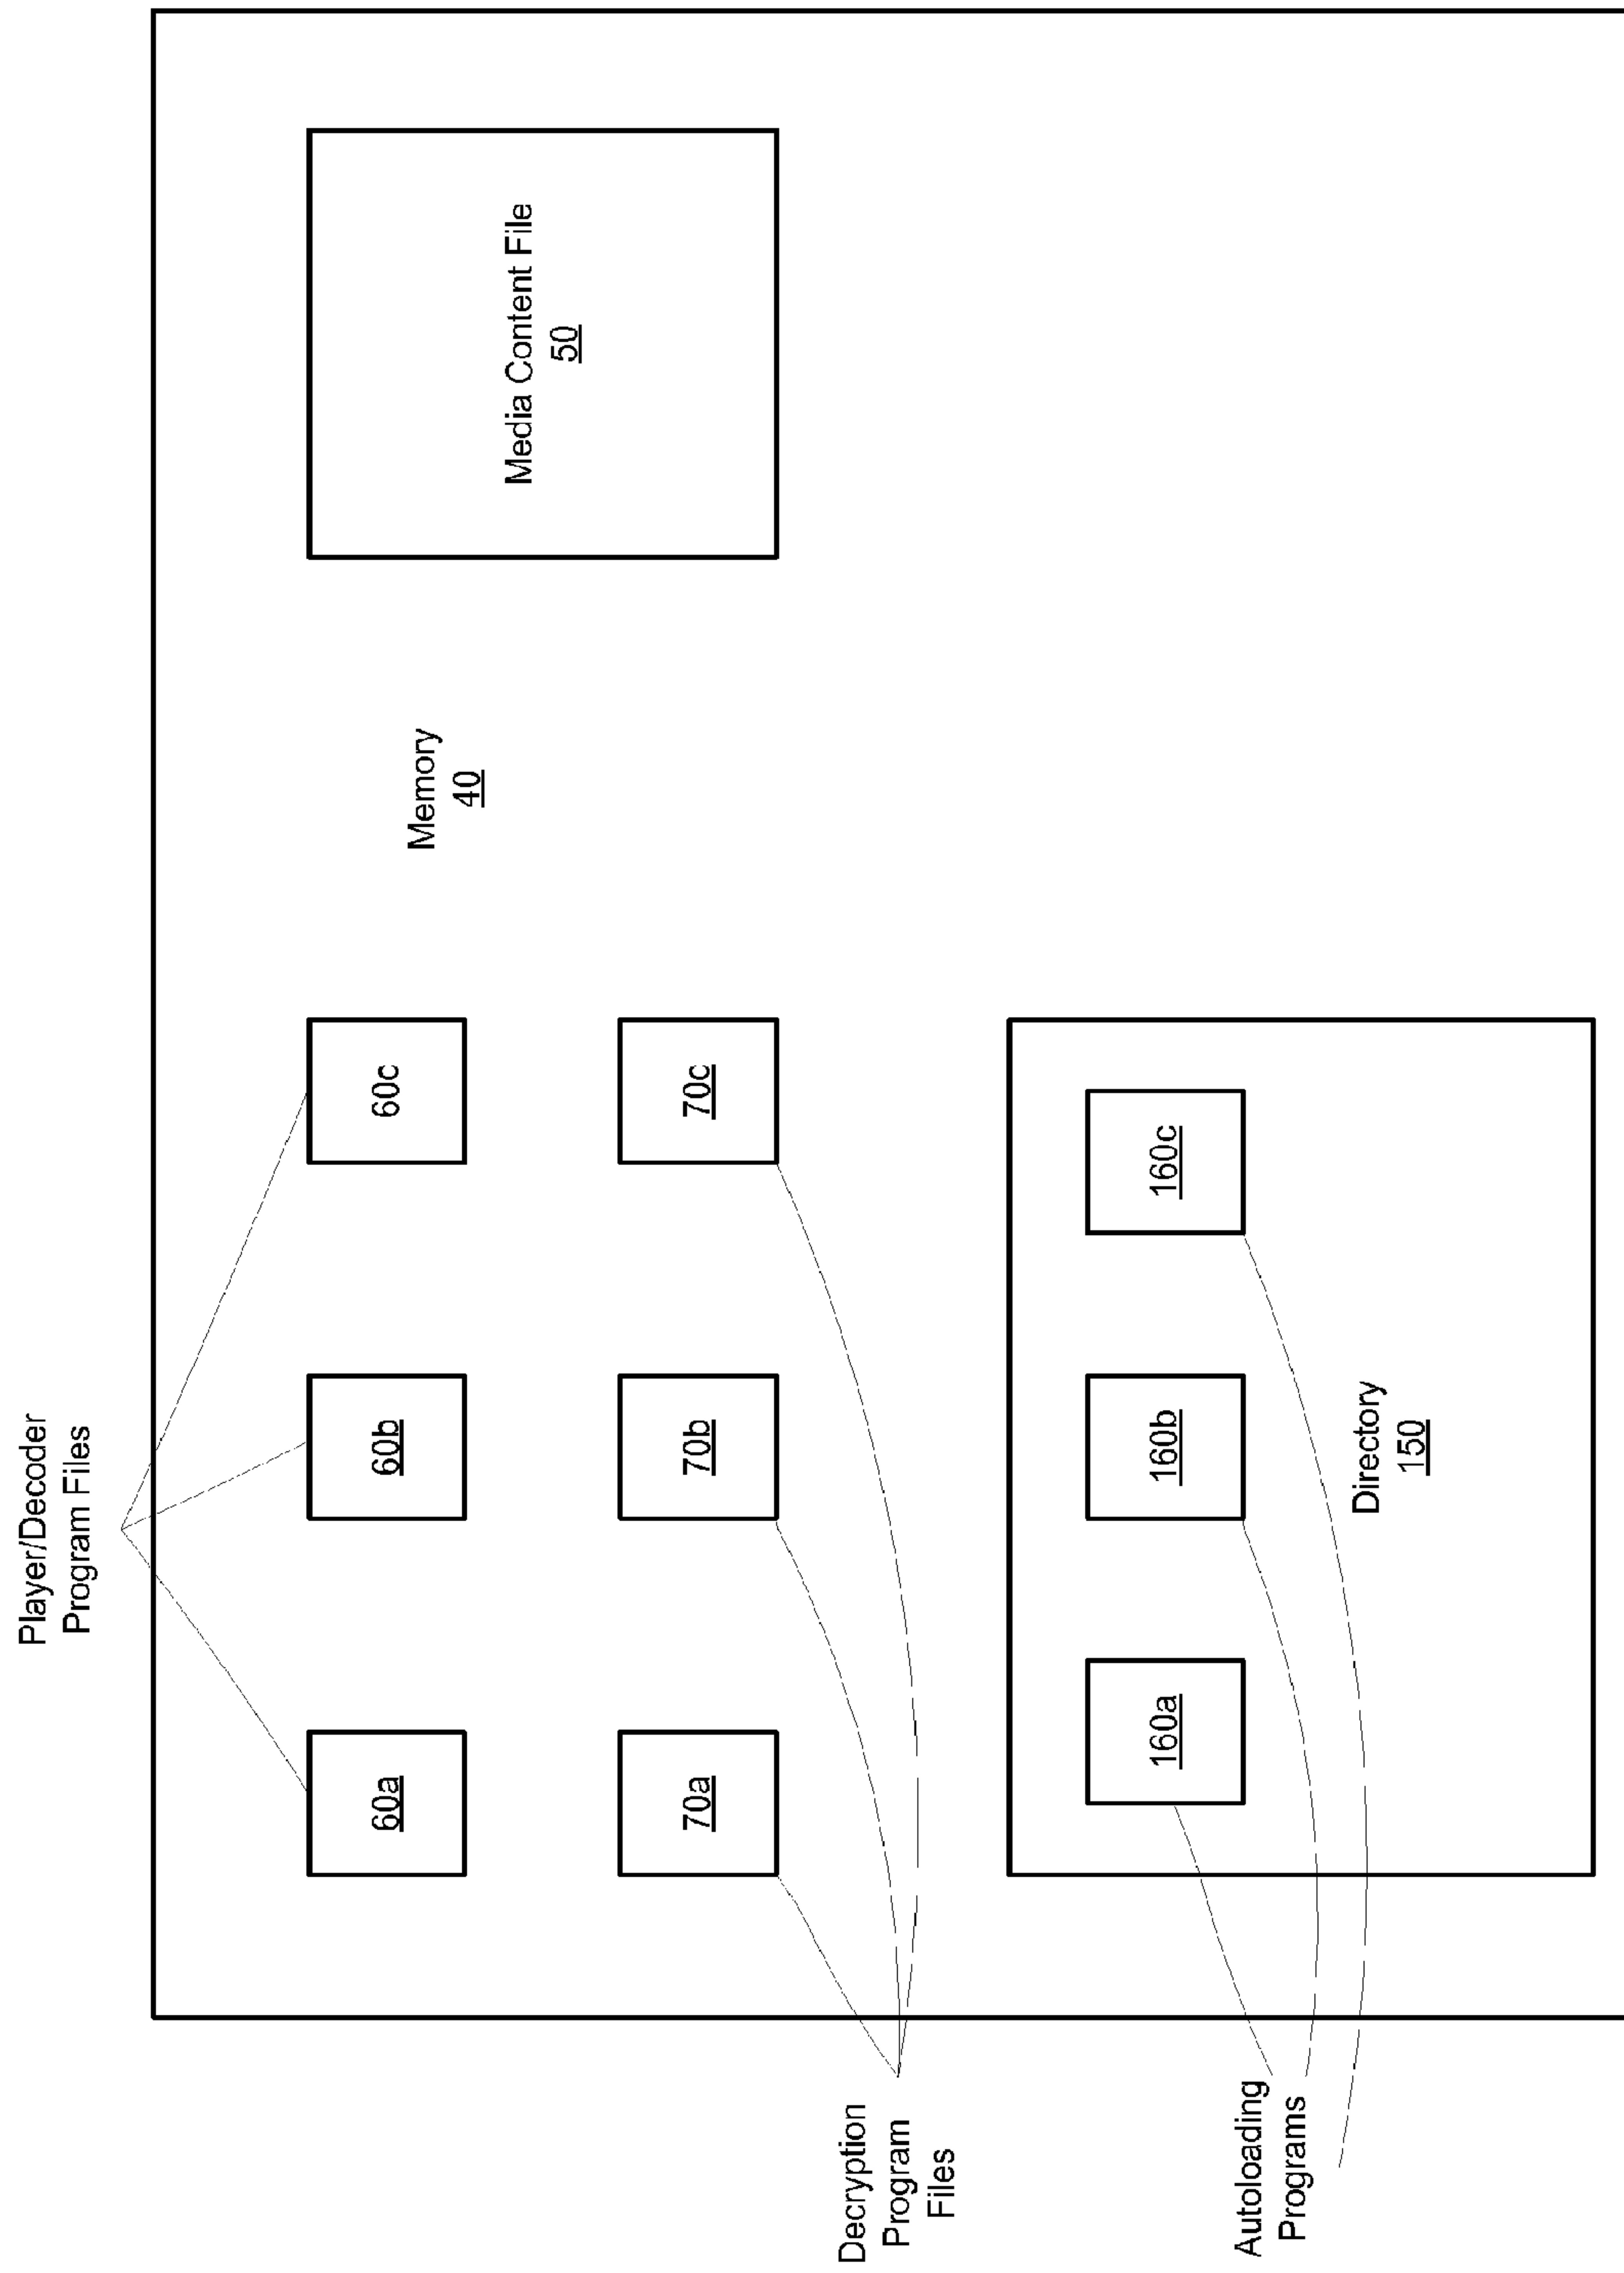 Player/Decoder
Program Files
60a
60b
60c
Memory
40
Media Content File
50
70a
70b
70c
Decryption
Program
Files
160a
160b
160c
Directory
150
Autoloading
Programs